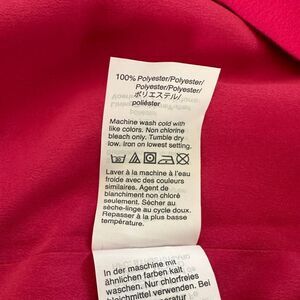 100% Polyester/Polyester/
Polyester/Polyester/
ポリエステル/
poliéster
Machine wash cold with
like colors. Non chlorine
bleach only. Tumble dry
low. Iron on lowest setting.
Laver à la machine à l'eau
froide avec des couleurs
similaires. Agent de
blanchiment non chloré
seulement. Sécher au
sèche-linge au cycle doux.
Repasser à la plus basse
température.
In der maschine mit
ähnlichen farben kalt
waschen. Nur chlorfreies
bleichmittel verwenden. Im